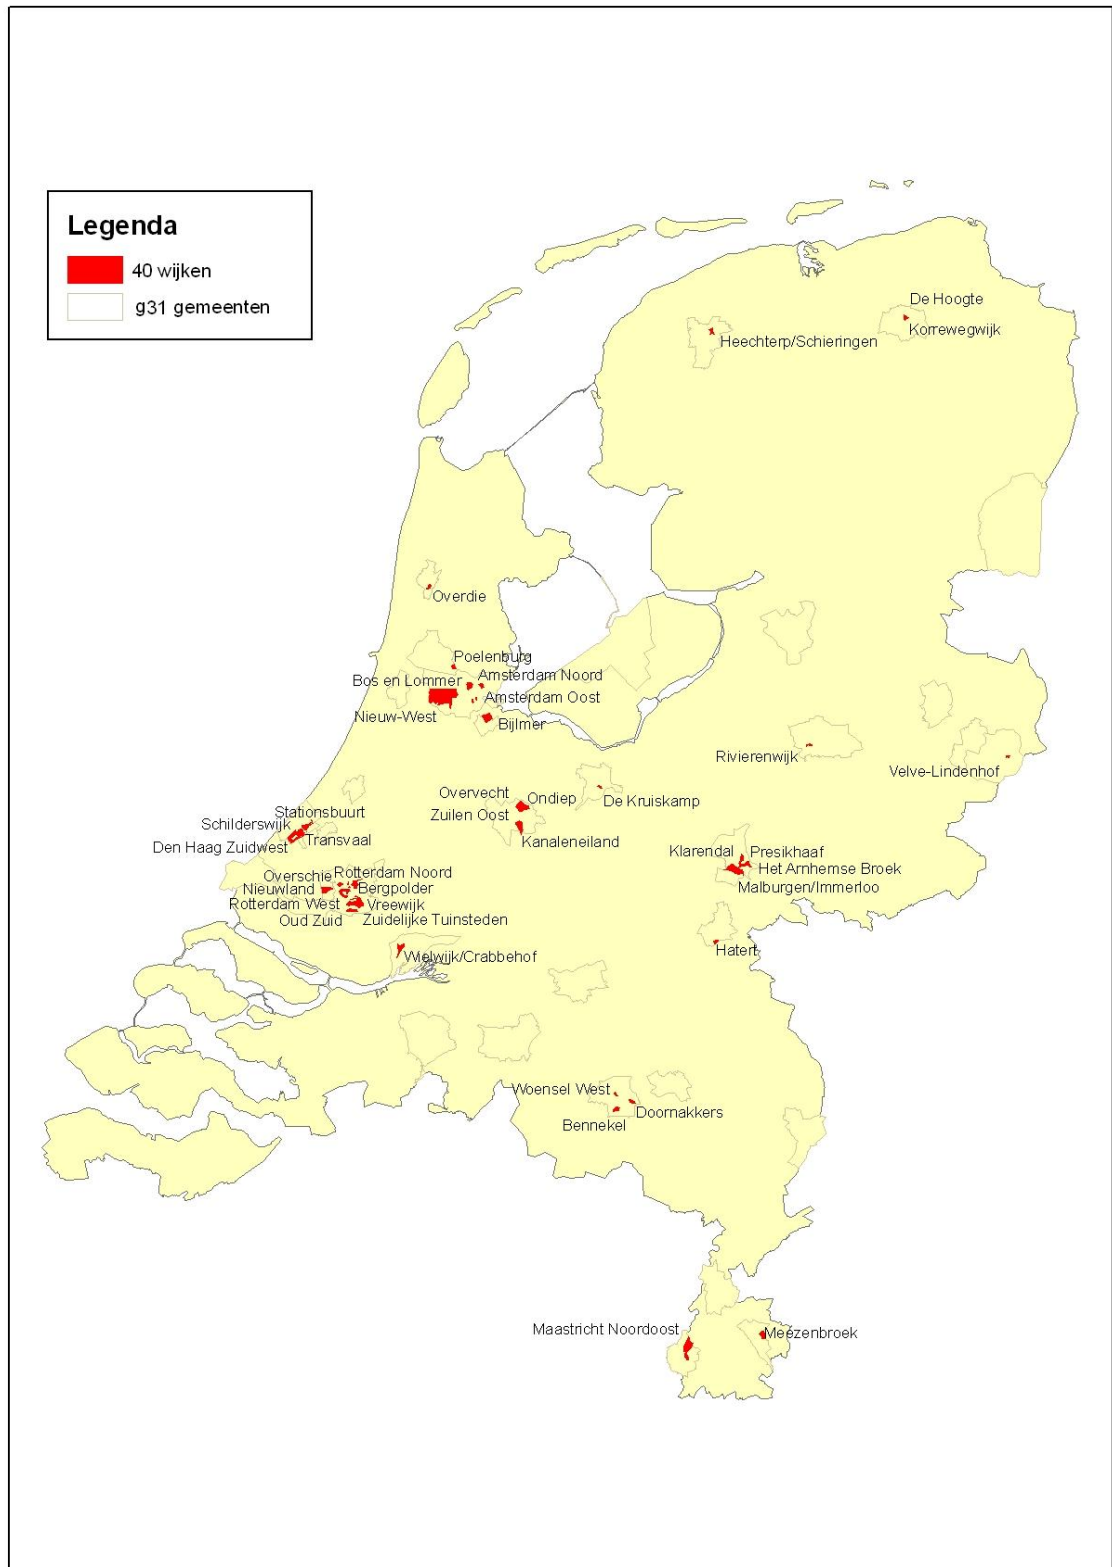 Legenda
40 wijken
g31 gemeenten
De Hoogte
Korrewegwijk
Heechterp/Schieringen
Overdie
Poelenburg
Bos en Lommer
Amsterdam Noord
Amsterdam Oost
Nieuw-West
Bijlmer
Rivierenwijk
Velve-Lindenhof
Overvecht
Ondiep
De Kruiskamp
Zuilen Oost
Kanaleneiland
Stationsbuurt
Schilderswijk
Transvaal
Den Haag Zuidwest
Klarendal
Presikhaaf
Het Arnhemse Broek
Malburgen/Immerloo
Overschie
Rotterdam Noord
Nieuwland
Bergpolder
Rotterdam West
Vreewijk
Oud Zuid
Zuidelijke Tuinsteden
Hatert
Wielwijk/Crabbehof
Woensel West
Doornakkers
Bennekel
Maastricht Noordoost
Meezenbroek